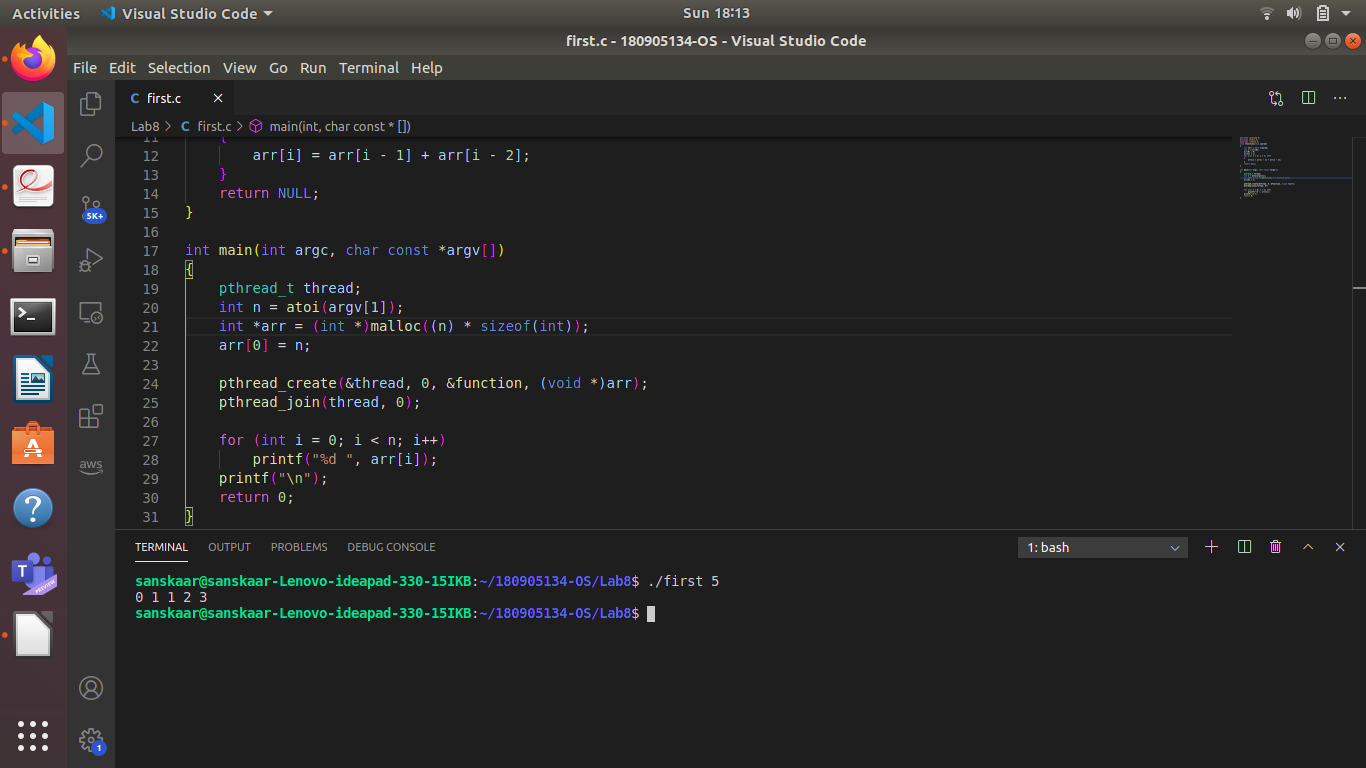 Activities Visual Studio Code Sun 18:13
first.c - 180905134-OS - Visual Studio Code
File Edit Selection View Go Run Terminal Help
C first.c
Lab8 > C first.c > main(int, char const * [])
11 {
12 arr[i] = arr[i - 1] + arr[i - 2];
13 }
14 return NULL;
15 }
16
17 int main(int argc, char const *argv[])
18 {
19 pthread_t thread;
20 int n = atoi(argv[1]);
21 int *arr = (int *)malloc((n) * sizeof(int));
22 arr[0] = n;
23
24 pthread_create(&thread, 0, &function, (void *)arr);
25 pthread_join(thread, 0);
26
27 for (int i = 0; i < n; i++)
28 printf("%d ", arr[i]);
29 printf("\n");
30 return 0;
31 }
5K+
aws
T
PREVIEW
1
TERMINAL OUTPUT PROBLEMS DEBUG CONSOLE 1: bash
sanskaar@sanskaar-Lenovo-ideapad-330-15IKB:~/180905134-OS/Lab8$ ./first 5
0 1 1 2 3
sanskaar@sanskaar-Lenovo-ideapad-330-15IKB:~/180905134-OS/Lab8$